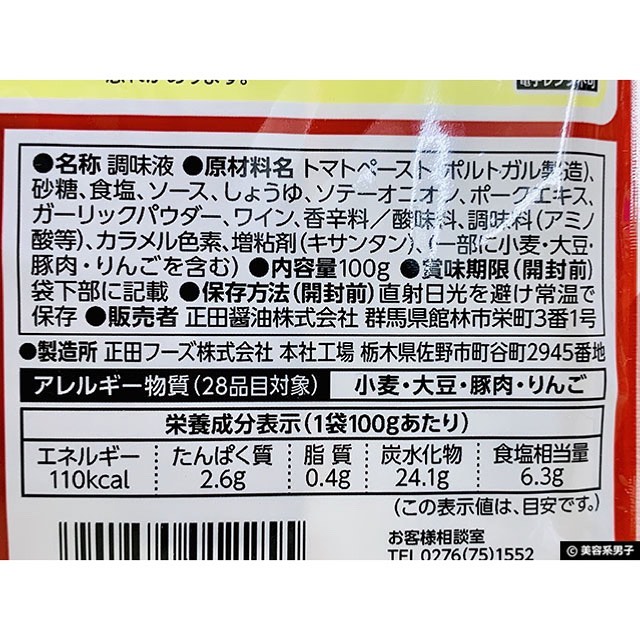 電子レンジ不可
●名称 調味液 ●原材料名 トマトペースト(ポルトガル製造)、
砂糖、食塩、ソース、しょうゆ、ソテーオニオン、ポークエキス、
ガーリックパウダー、ワイン、香辛料／酸味料、調味料(アミノ
酸等)、カラメル色素、増粘剤(キサンタン)、(一部に小麦・大豆・
豚肉・りんごを含む) ●内容量100g ●賞味期限(開封前)
袋下部に記載 ●保存方法(開封前)直射日光を避け常温で
保存 ●販売者 正田醤油株式会社 群馬県館林市栄町3番1号
●製造所 正田フーズ株式会社 本社工場 栃木県佐野市町谷町2945番地
アレルギー物質(28品目対象) 小麦・大豆・豚肉・りんご
栄養成分表示(1袋100gあたり)
エネルギー たんぱく質 脂質 炭水化物 食塩相当量
110kcal 2.6g 0.4g 24.1g 6.3g
(この表示値は、目安です。)
お客様相談室
TEL0276(75)1552
© 美容系男子